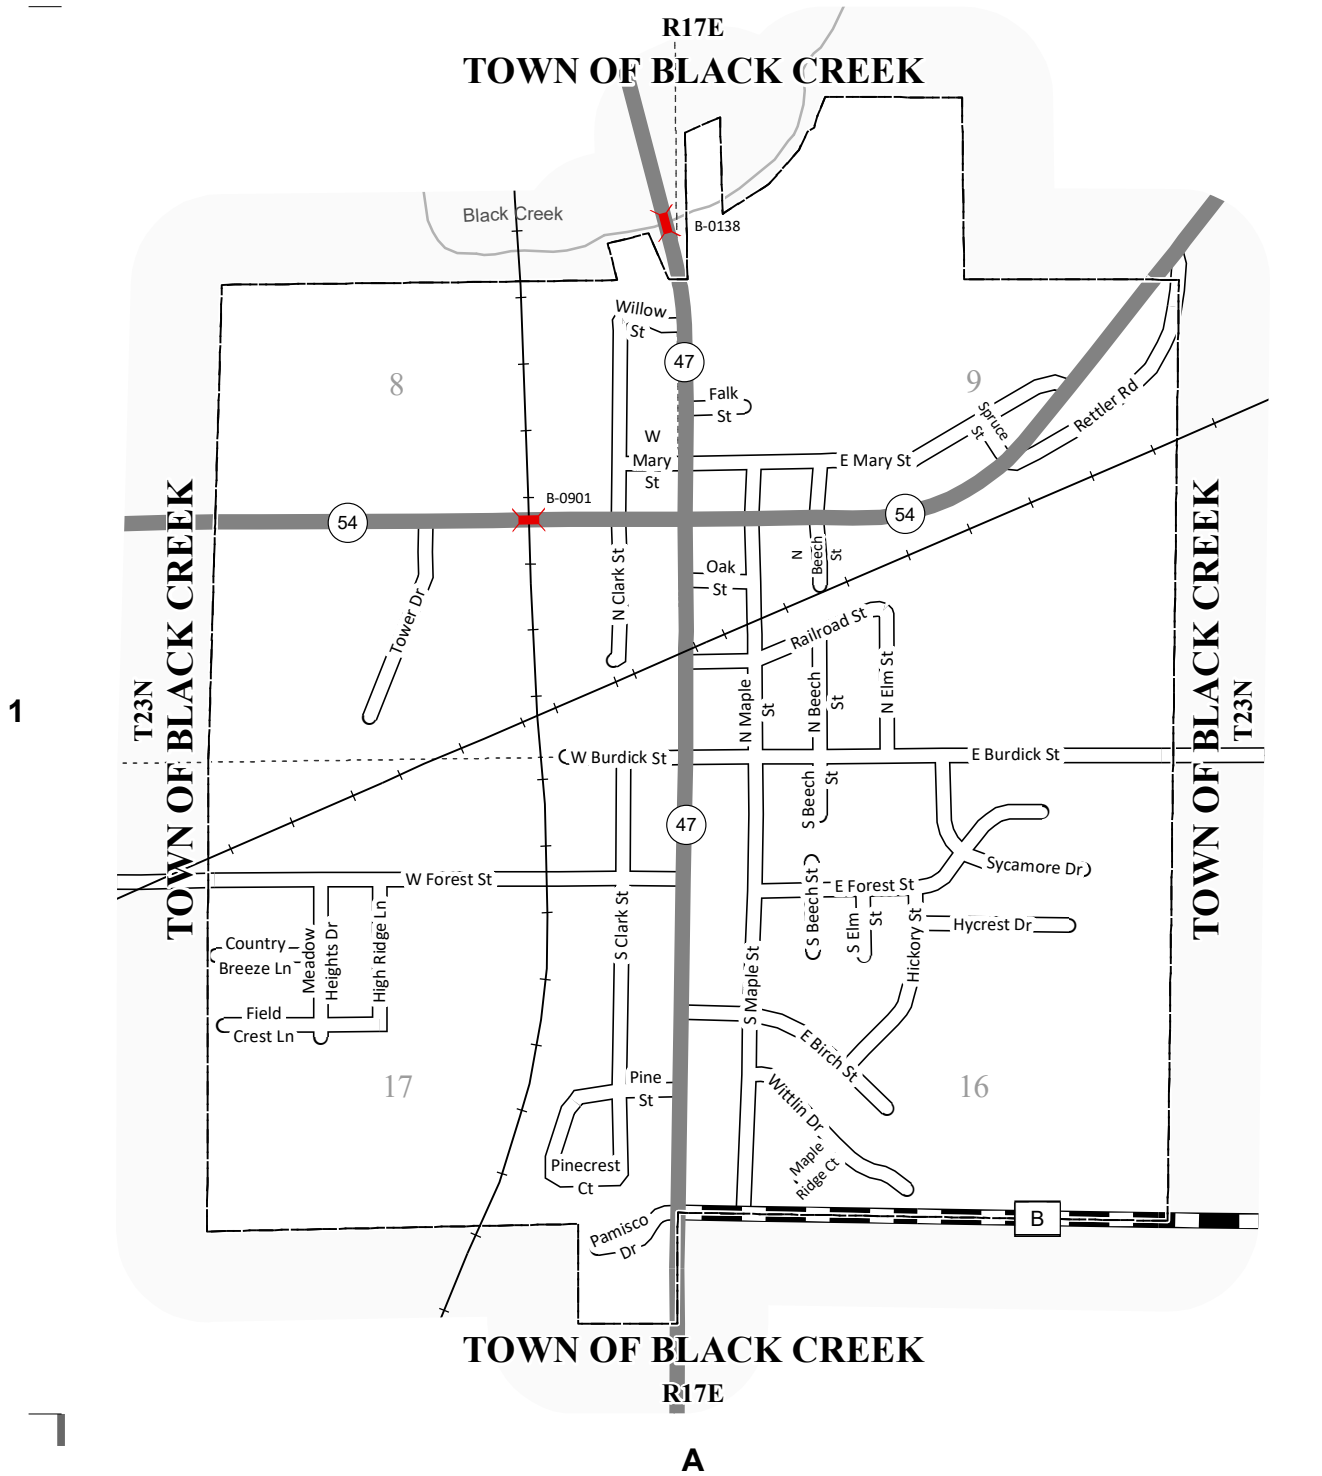 R17E
TOWN OF BLACK CREEK
Black Creek
B-0138
Willow
St
47
8
9
Falk
St
Spruce
St
Rettler Rd
W
Mary
St
E Mary St
B-0901
54
54
N Clark St
Oak
St
N
Beech
St
Tower Dr
Railroad St
TOWN OF BLACK CREEK
T23N
1
N Maple
St
N Beech
St
N Elm St
TOWN OF BLACK CREEK
T23N
W Burdick St
E Burdick St
S Beech
St
47
Sycamore Dr
W Forest St
E Forest St
S Beech St
S Elm
St
Hickory St
Hycrest Dr
Country
Breeze Ln
Meadow
Heights Dr
High Ridge Ln
S Clark St
S Maple St
Field
Crest Ln
E Birch St
17
Pine
St
Wittlin Dr
16
Maple
Ridge Ct
Pinecrest
Ct
Pamisco
Dr
B
TOWN OF BLACK CREEK
R17E
A